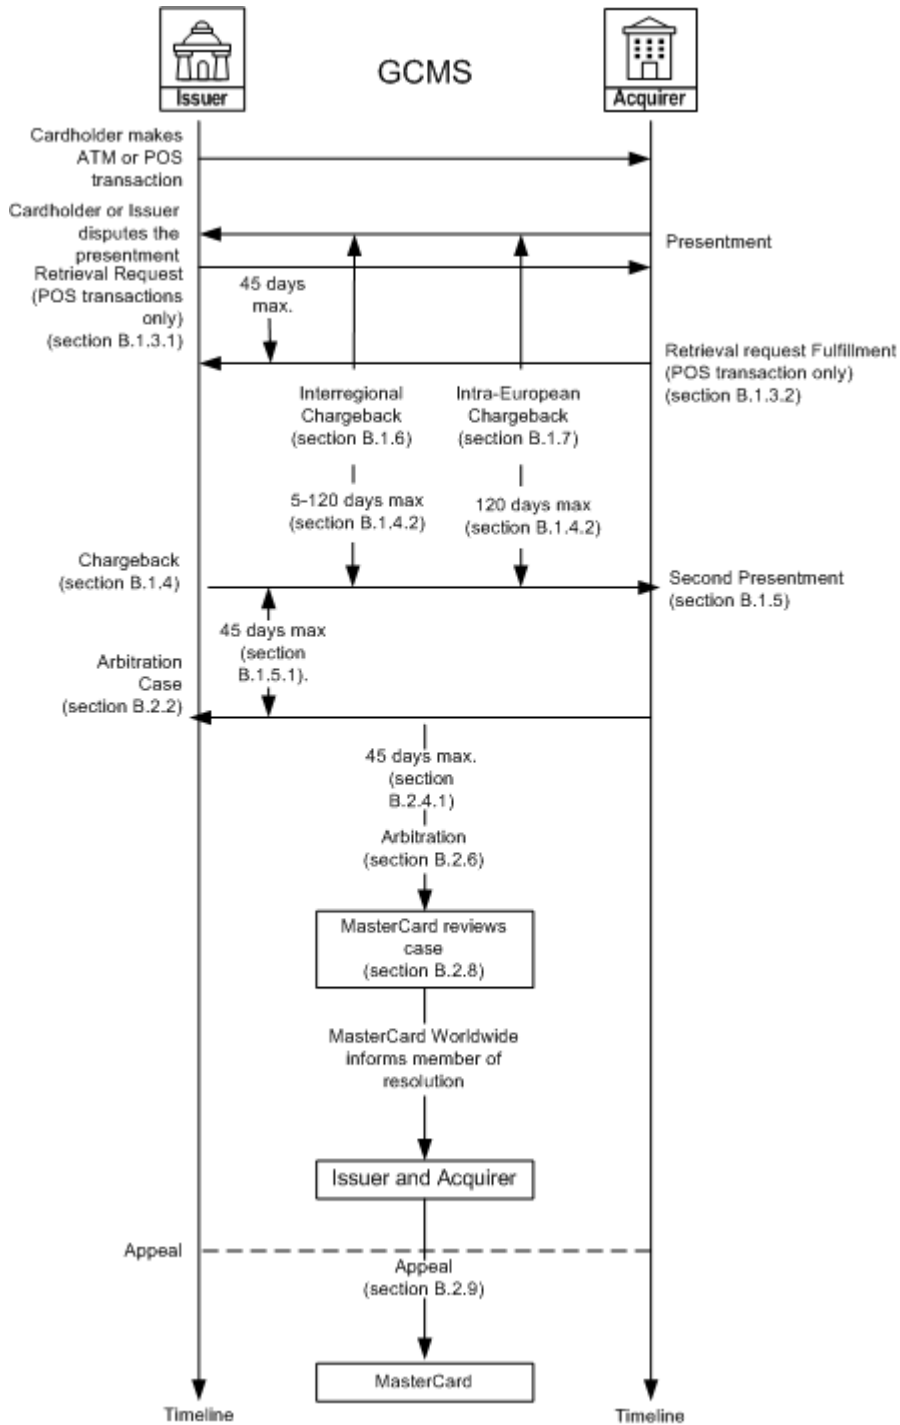 GCMS
Issuer
Acquirer
Cardholder makes
ATM or POS
transaction
Cardholder or Issuer
disputes the
presentment
Presentment
Retrieval Request
(POS transactions
only)
(section B.1.3.1)
45 days
max.
Retrieval request Fulfillment
(POS transaction only)
(section B.1.3.2)
Interregional
Chargeback
(section B.1.6)
Intra-European
Chargeback
(section B.1.7)
5-120 days max
(section B.1.4.2)
120 days max
(section B.1.4.2)
Chargeback
(section B.1.4)
Second Presentment
(section B.1.5)
45 days max
(section
B.1.5.1).
Arbitration
Case
(section B.2.2)
45 days max.
(section
B.2.4.1)
Arbitration
(section B.2.6)
MasterCard reviews
case
(section B.2.8)
MasterCard Worldwide
informs member of
resolution
Issuer and Acquirer
Appeal
Appeal
(section B.2.9)
MasterCard
Timeline
Timeline